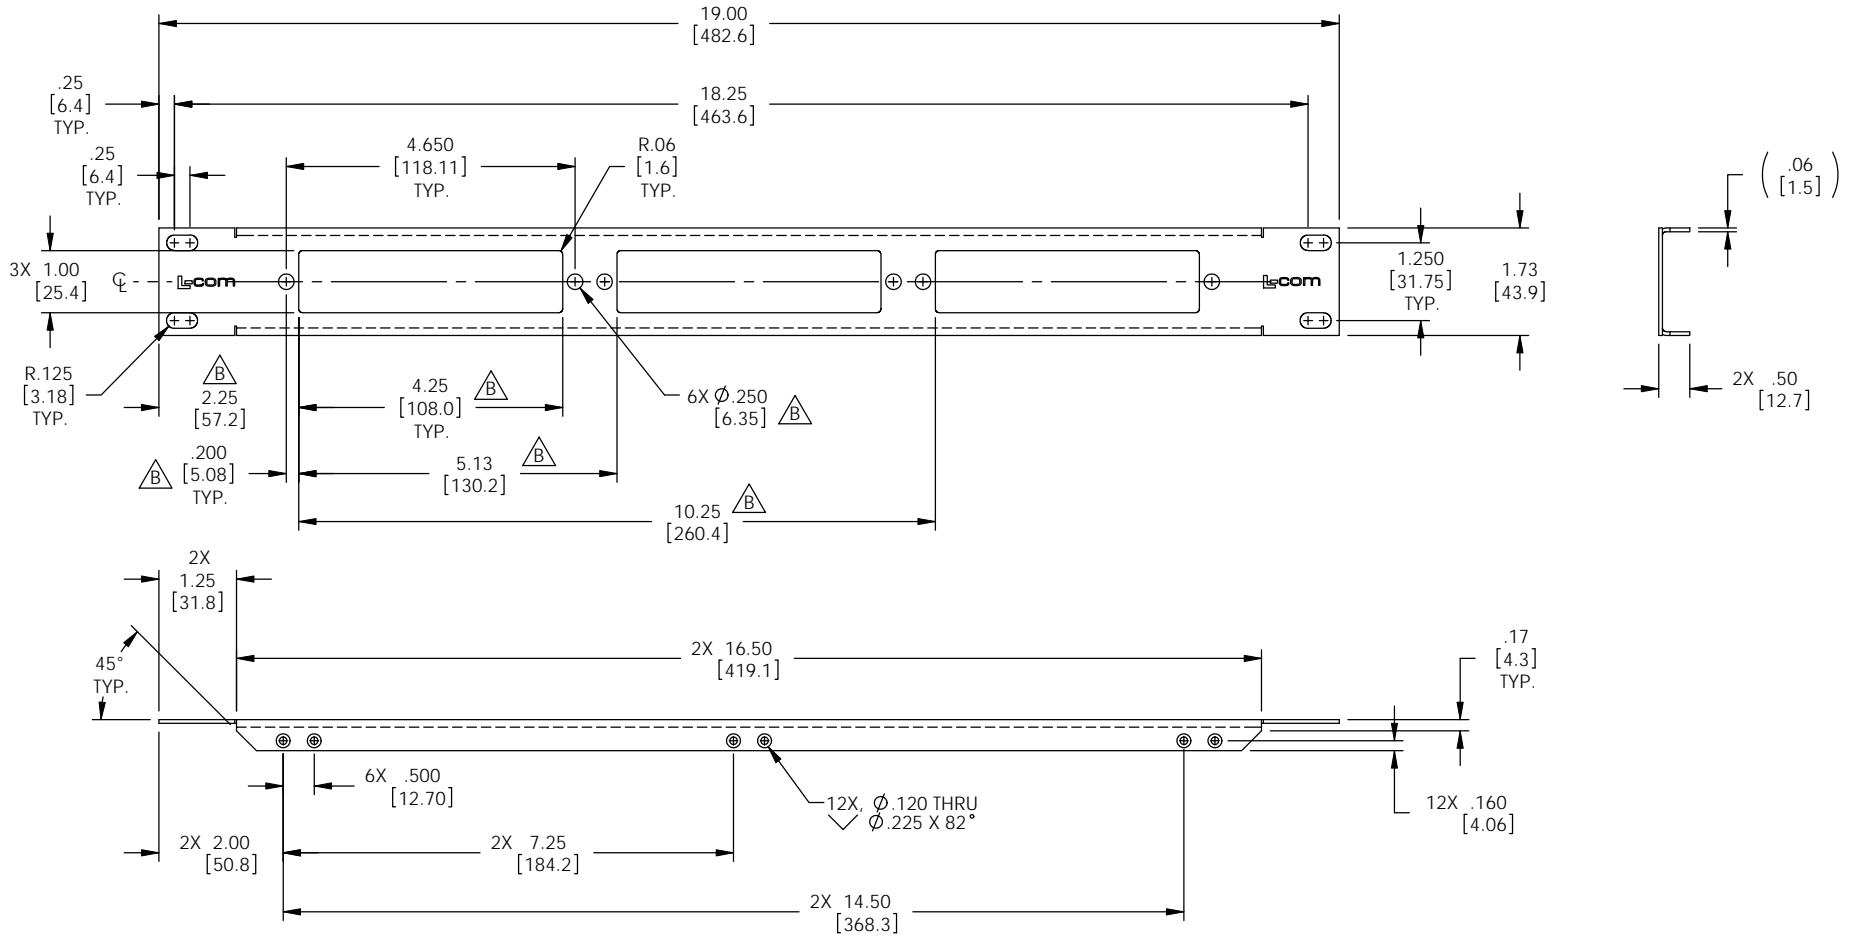 19.00
[482.6]
.25
[6.4]
TYP.
18.25
[463.6]
.25
[6.4]
TYP.
4.650
[118.11]
TYP.
R.06
[1.6]
TYP.
( .06
[1.5] )
3X 1.00
[25.4]
CL
L-com
L-com
1.250
[31.75]
TYP.
1.73
[43.9]
R.125
[3.18]
TYP.
B
2.25
[57.2]
4.25
[108.0]
TYP.
B
6X Ø.250
[6.35]
B
2X .50
[12.7]
B
.200
[5.08]
TYP.
5.13
[130.2]
B
10.25
[260.4]
B
2X
1.25
[31.8]
45°
TYP.
2X 16.50
[419.1]
.17
[4.3]
TYP.
6X .500
[12.70]
12X, Ø.120 THRU
Ø.225 X 82°
12X .160
[4.06]
2X 2.00
[50.8]
2X 7.25
[184.2]
2X 14.50
[368.3]